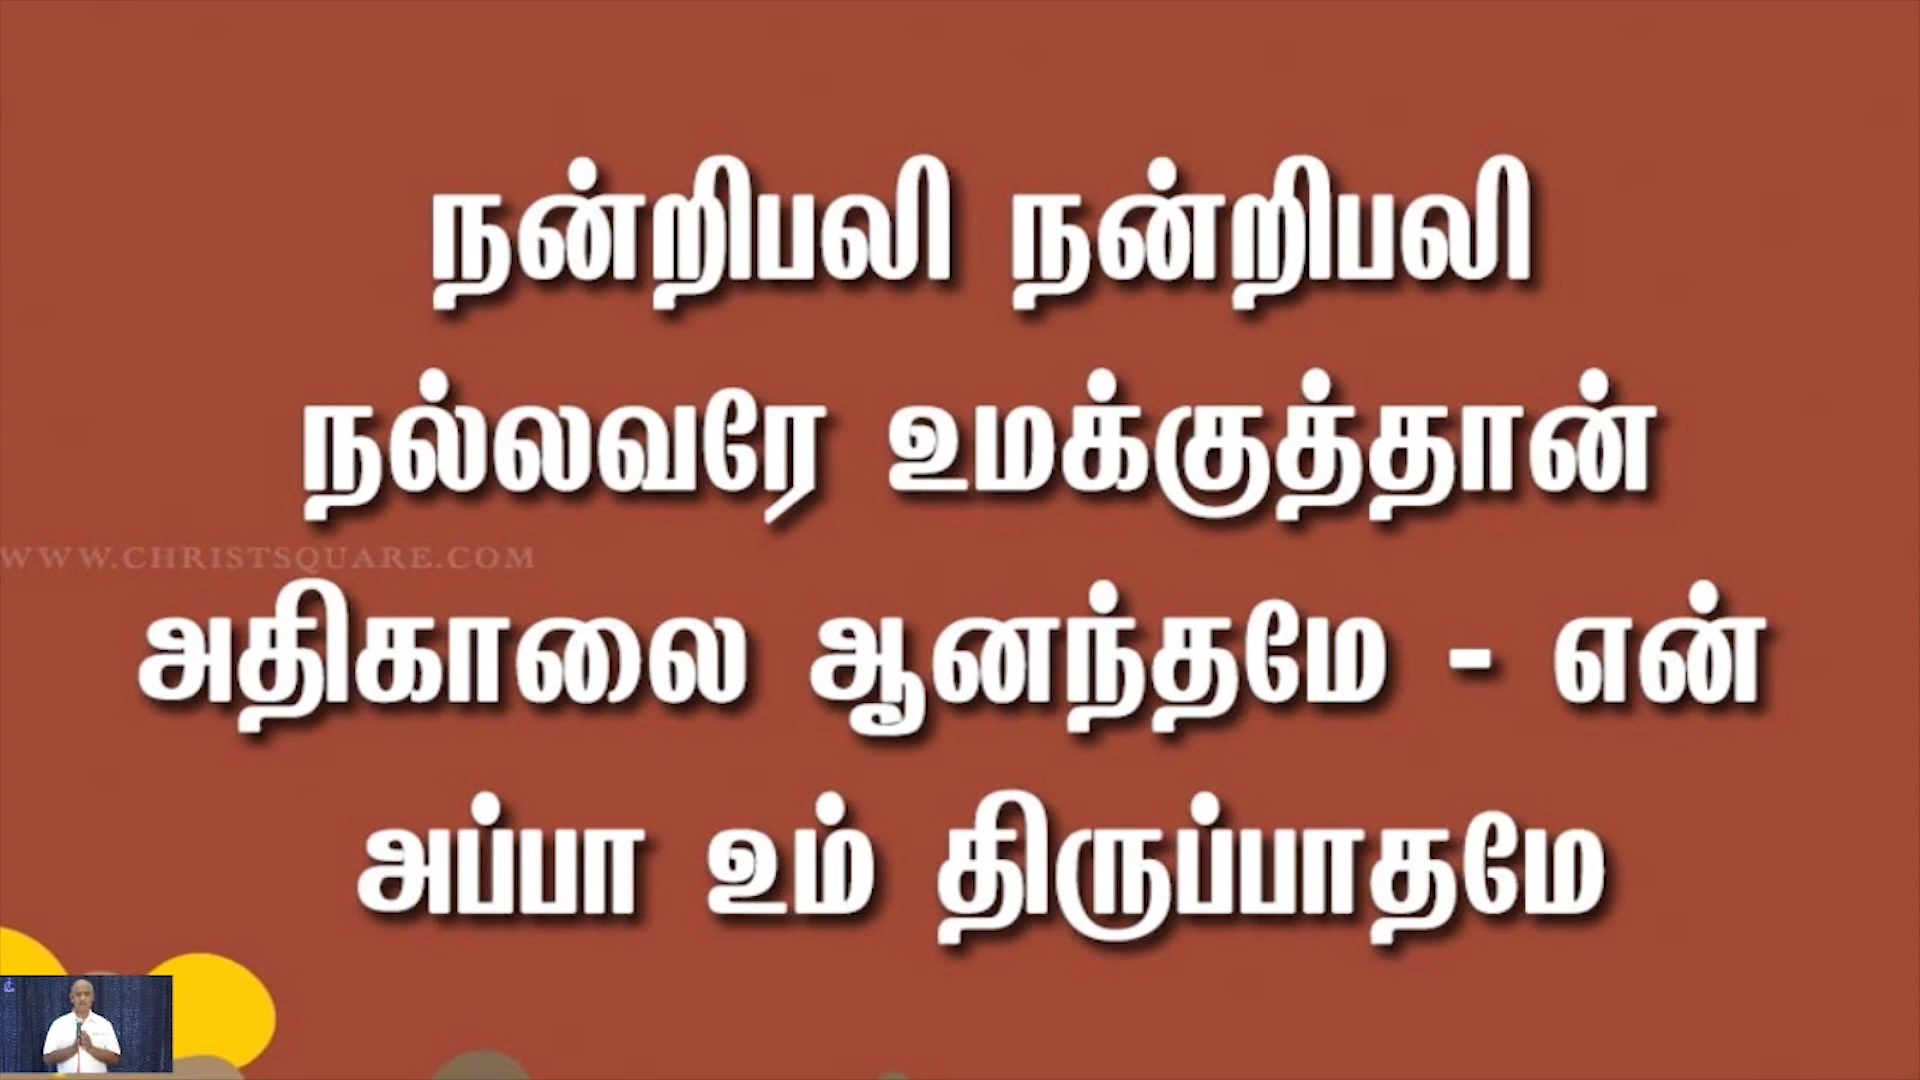 நன்றிபலி நன்றிபலி
நல்லவரே உமக்குத்தான்
WWW.CHRISTSQUARE.COM
அதிகாலை ஆனந்தமே - என்
அப்பா உம் திருப்பாதமே